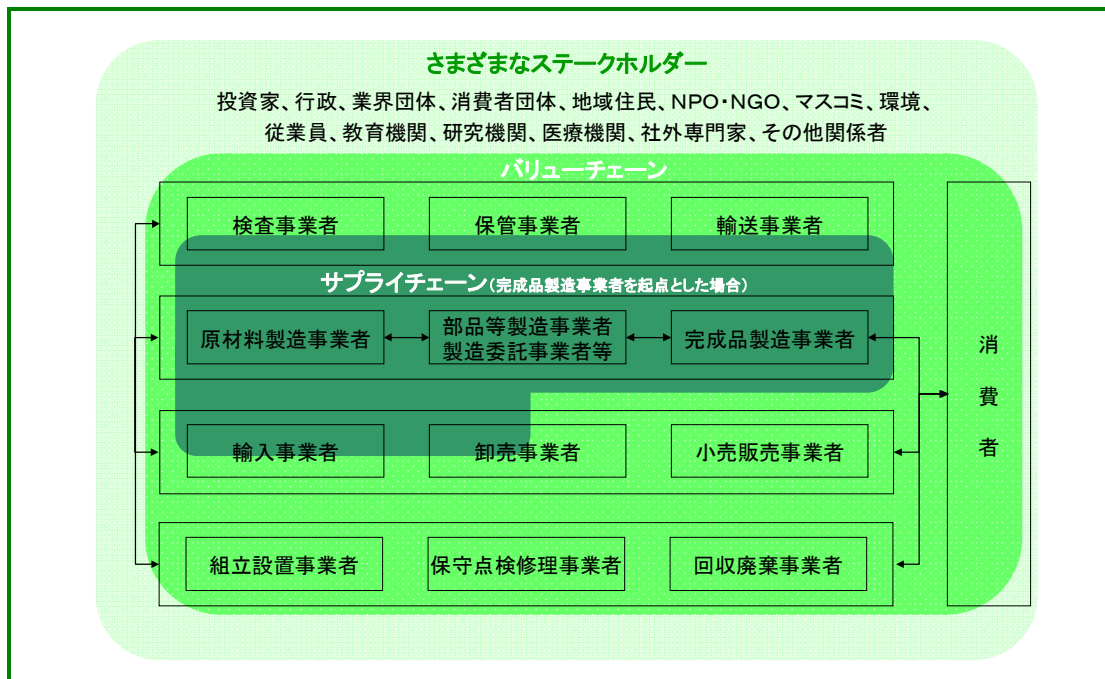 さまざまなステークホルダー
投資家、行政、業界団体、消費者団体、地域住民、NPO・NGO、マスコミ、環境、
従業員、教育機関、研究機関、医療機関、社外専門家、その他関係者
バリューチェーン
検査事業者
保管事業者
輸送事業者
サプライチェーン(完成品製造事業者を起点とした場合)
原材料製造事業者
部品等製造事業者
製造委託事業者等
完成品製造事業者
輸入事業者
卸売事業者
小売販売事業者
組立設置事業者
保守点検修理事業者
回収廃棄事業者
消費者